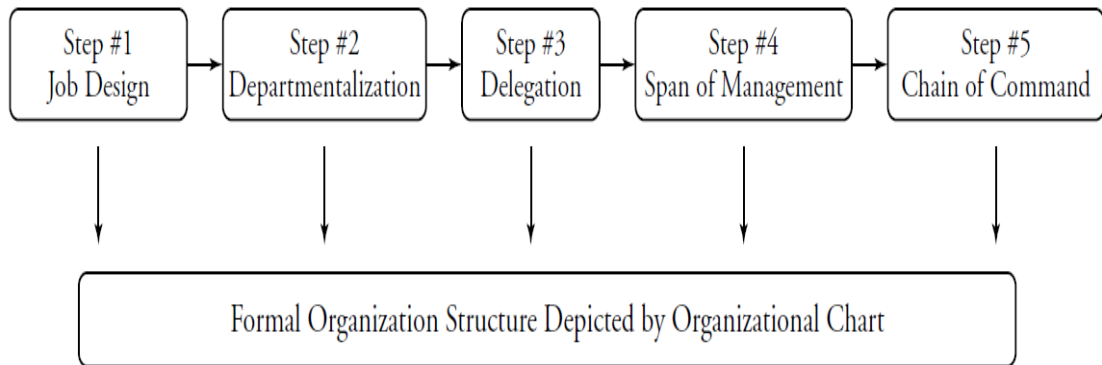 Step #1
Job Design
Step #2
Departmentalization
Step #3
Delegation
Step #4
Span of Management
Step #5
Chain of Command
Formal Organization Structure Depicted by Organizational Chart